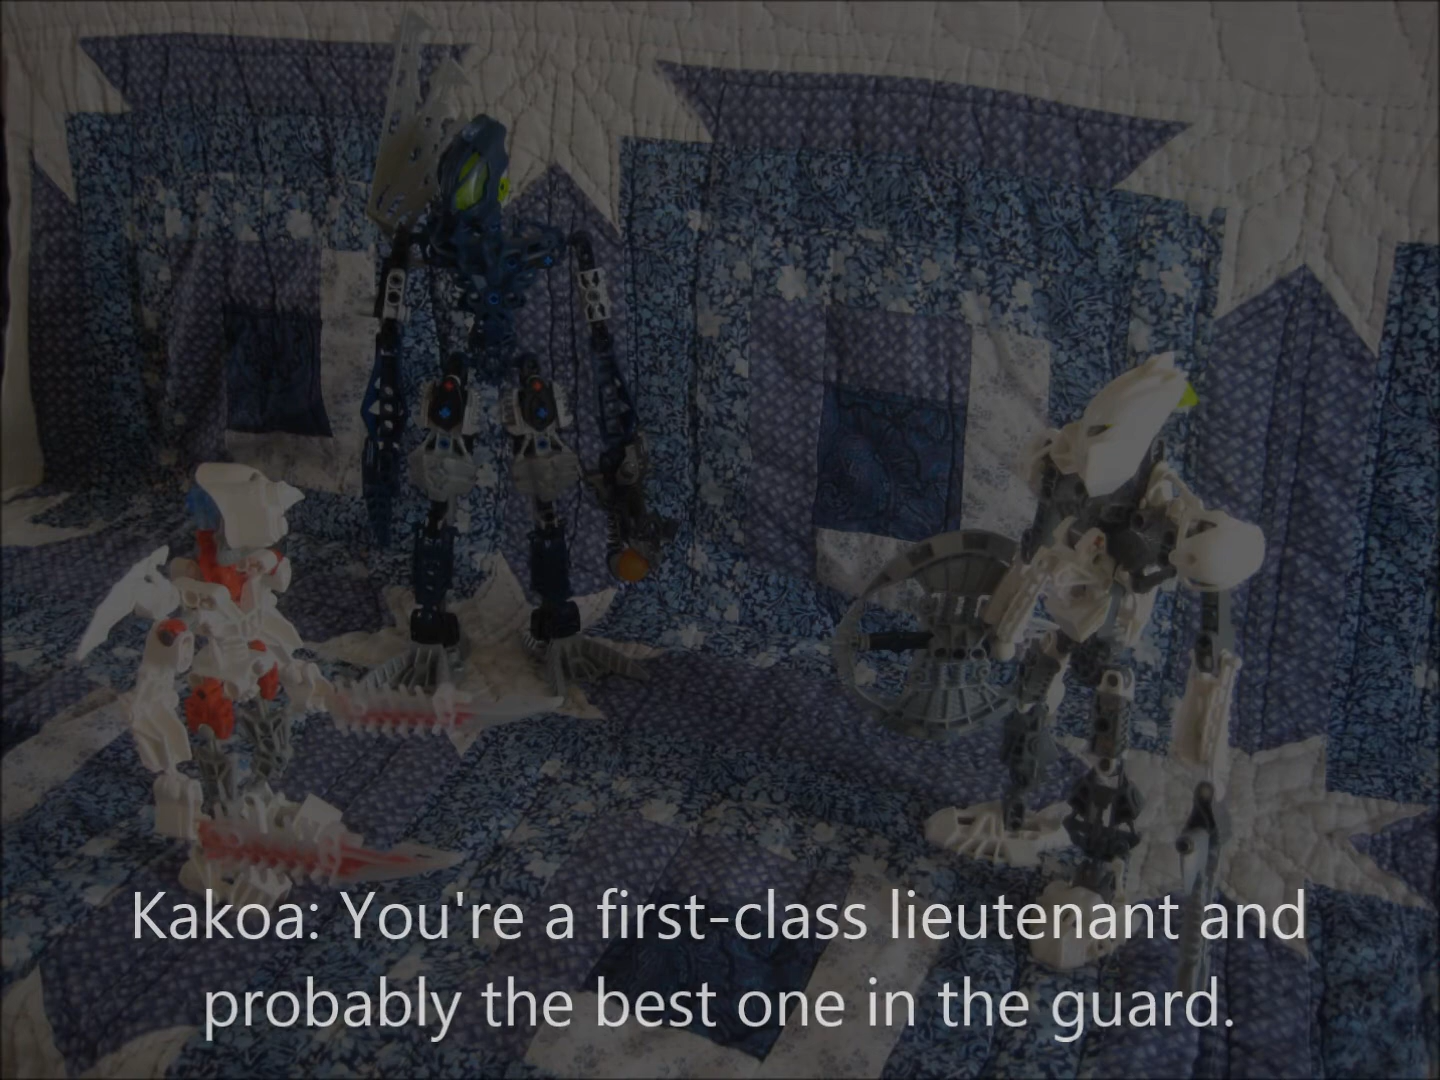 Kakoa: You're a first-class lieutenant and
probably the best one in the guard.